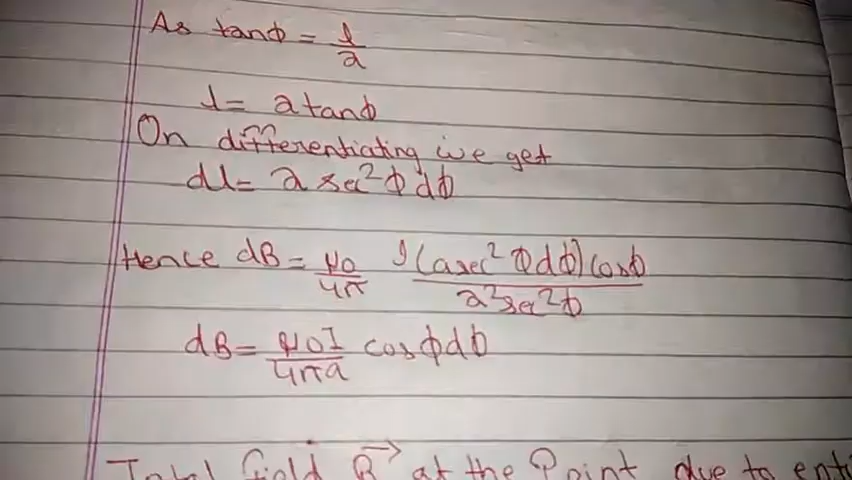 As tanϕ = l/a
l = a tanϕ
On differentiating we get
dl = a sec²ϕ dϕ
Hence dB = μ0/4π I(a sec²ϕ dϕ) cosϕ/a² sec²ϕ
dB = μ0I/4πa cosϕ dϕ
Total field B→ at the Point due to enti